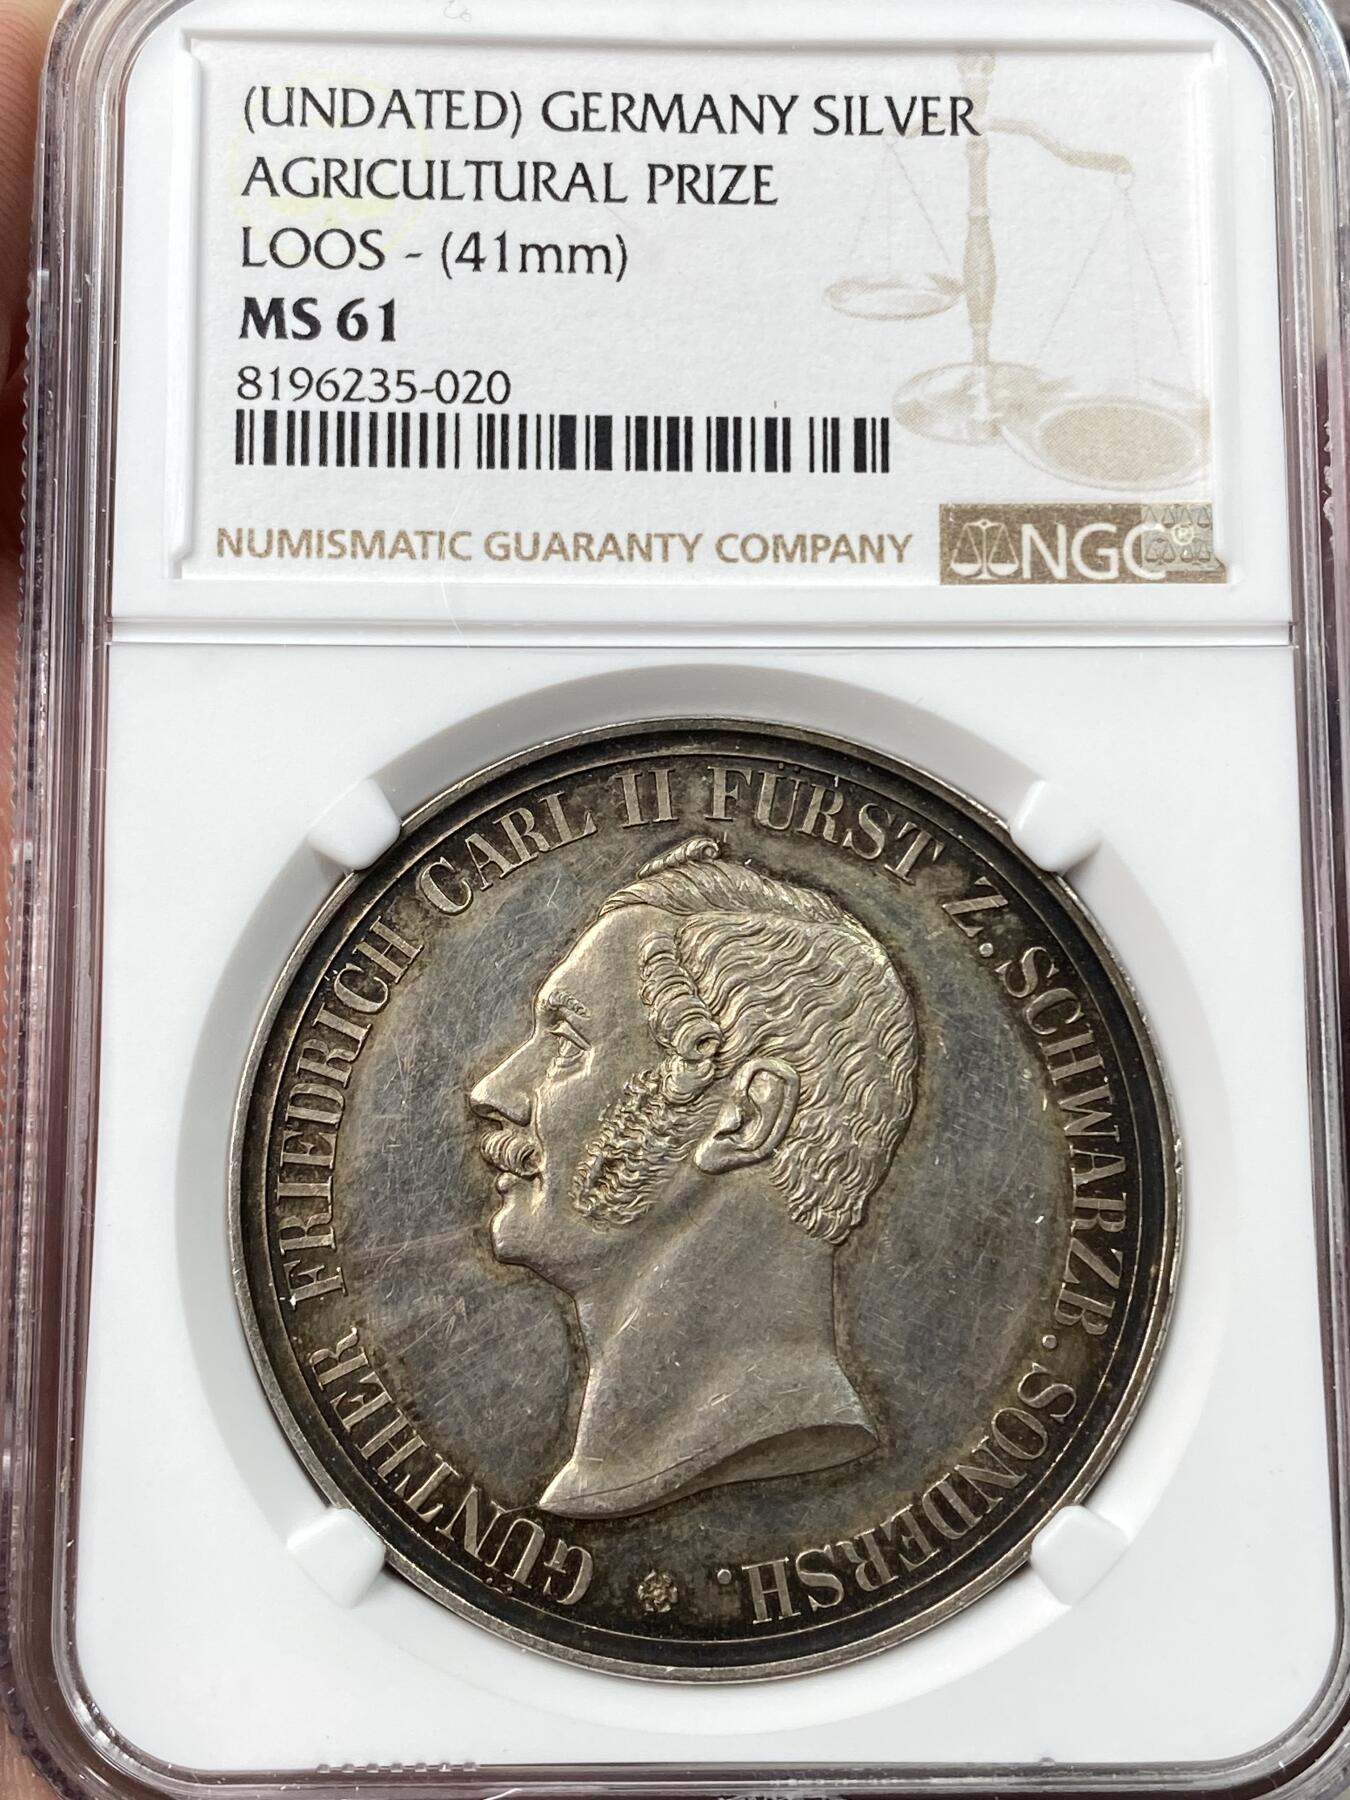 (UNDATED) GERMANY SILVER
AGRICULTURAL PRIZE
LOOS - (41mm)
MS 61
8196235-020
NUMISMATIC GUARANTY COMPANY NGC®
GÜNTHER FRIEDRICH CARL II FÜRST Z. SCHWARZB. SONDERSH.